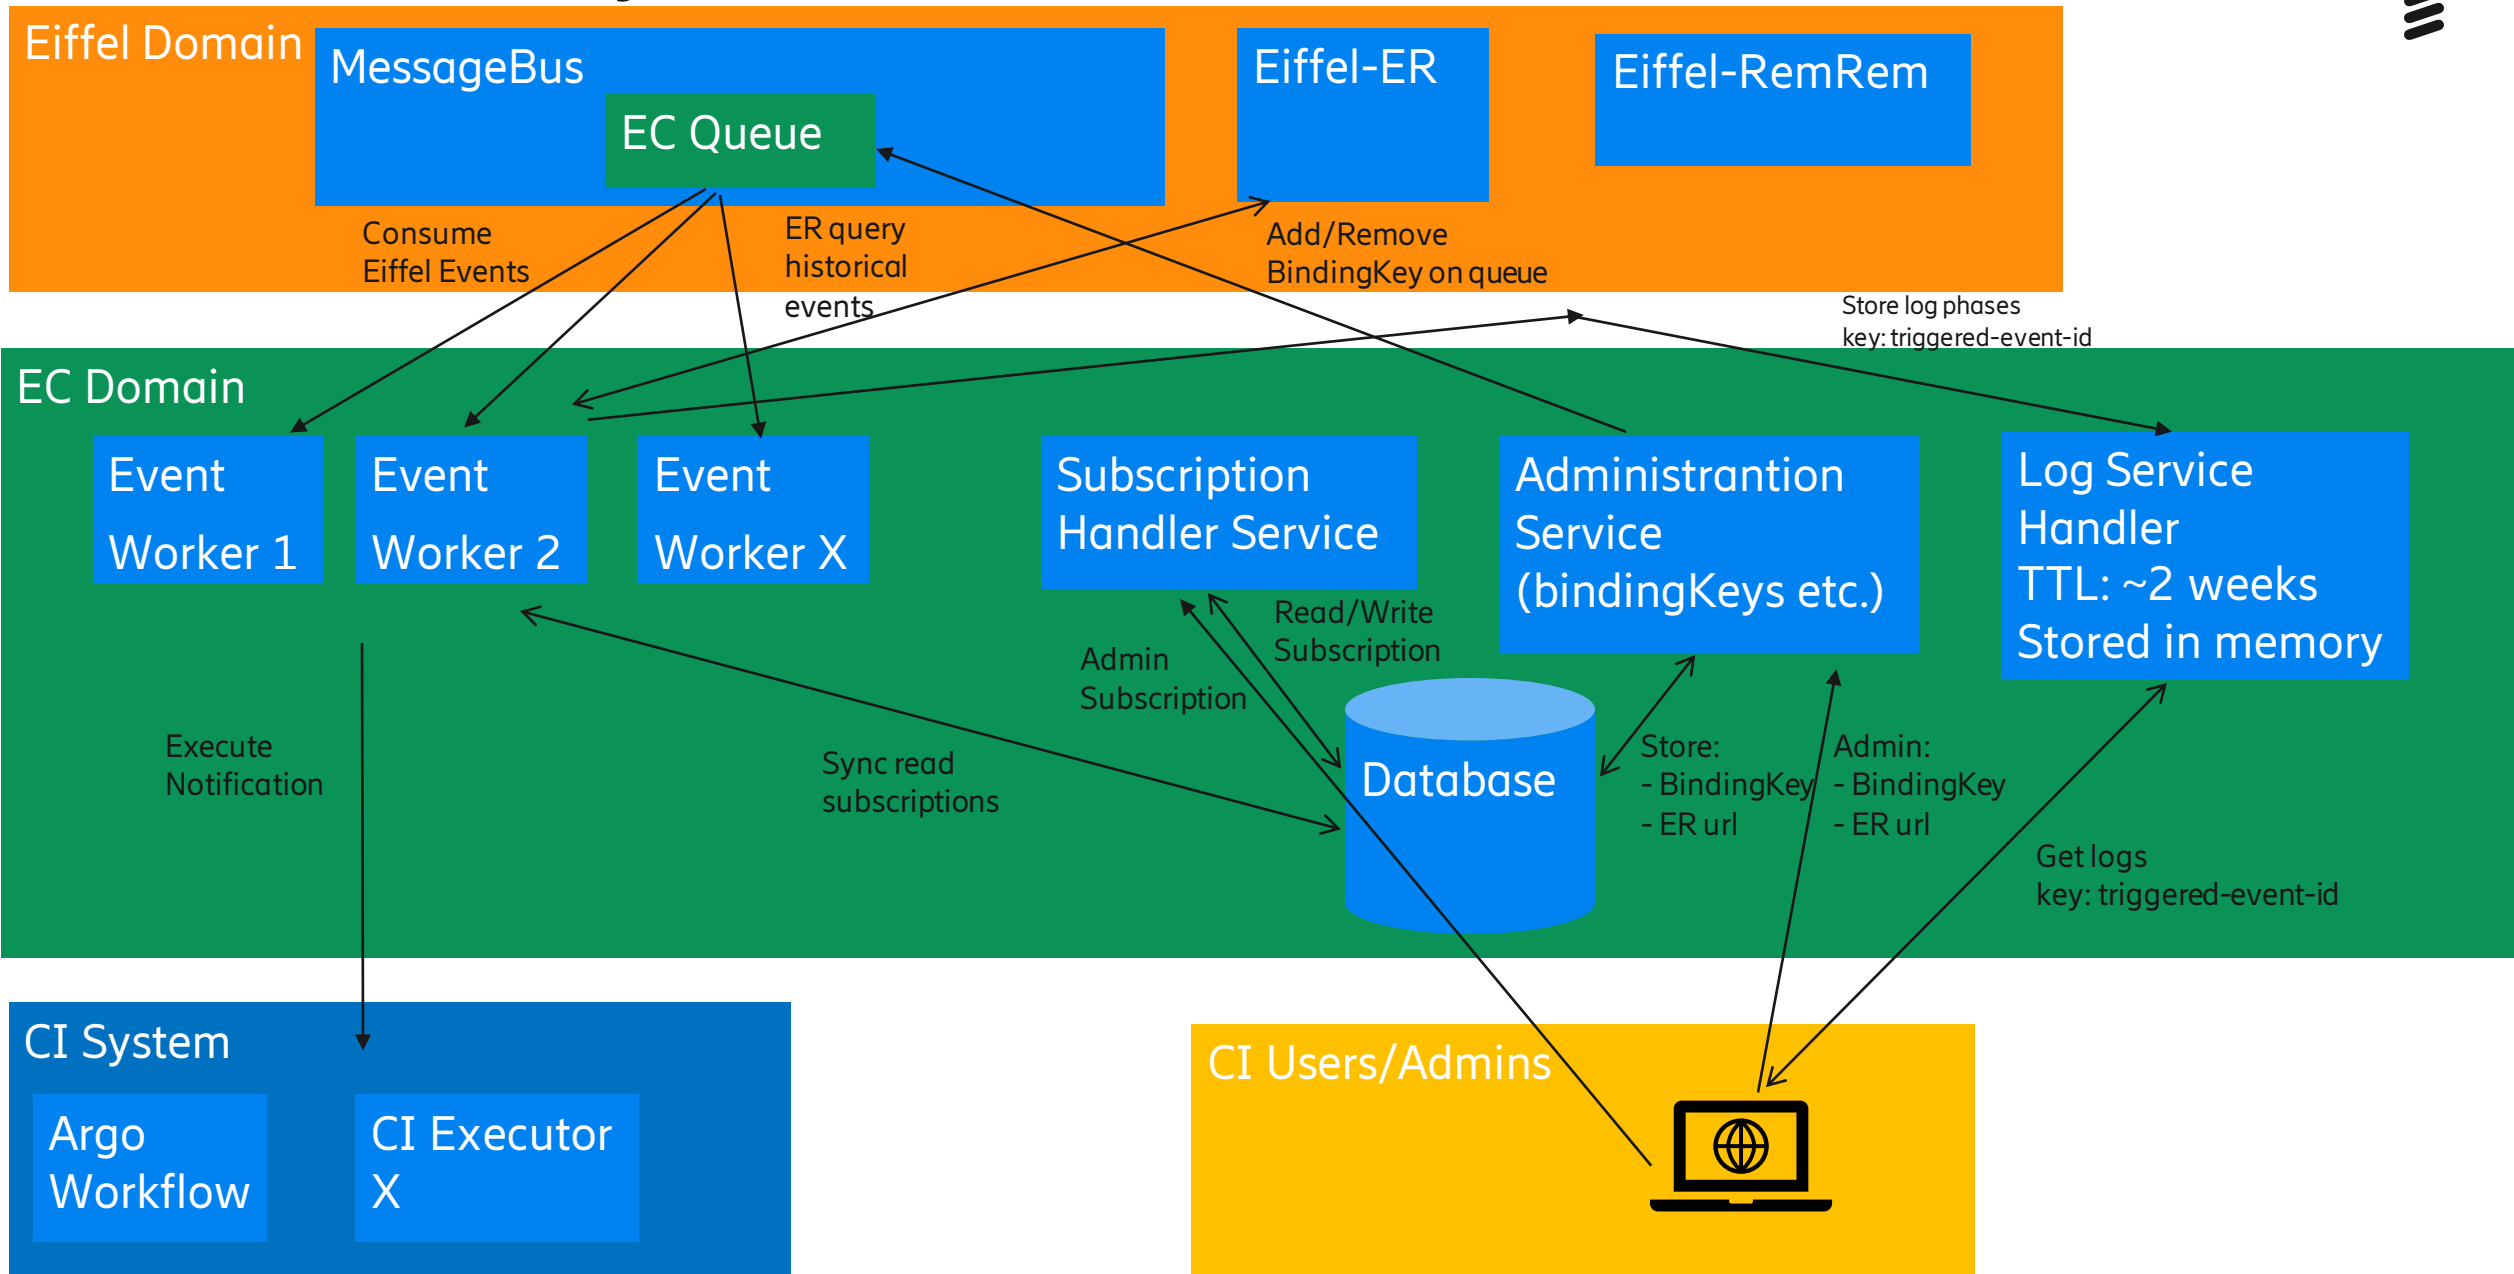 Eiffel Domain
MessageBus
EC Queue
Eiffel-ER
Eiffel-RemRem
Consume
Eiffel Events
ER query
historical
events
Add/Remove
BindingKey on queue
Store log phases
key: triggered-event-id
EC Domain
Event
Worker 1
Event
Worker 2
Event
Worker X
Subscription
Handler Service
Administrantion
Service
(bindingKeys etc.)
Log Service
Handler
TTL: ~2 weeks
Stored in memory
Read/Write
Subscription
Admin
Subscription
Execute
Notification
Sync read
subscriptions
Database
Store:
- BindingKey
- ER url
Admin:
- BindingKey
- ER url
Get logs
key: triggered-event-id
CI System
Argo
Workflow
CI Executor
X
CI Users/Admins